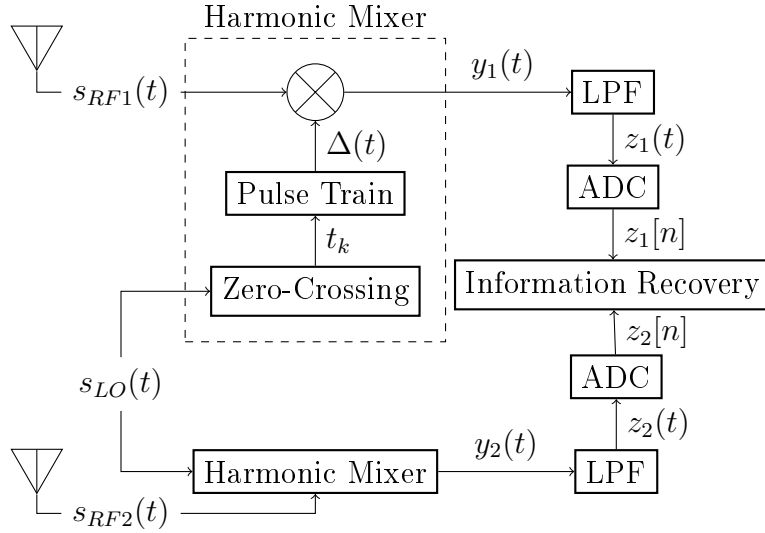 Harmonic Mixer
s_{RF1}(t)
y_1(t)
LPF
Δ(t)
z_1(t)
Pulse Train
ADC
t_k
z_1[n]
Zero-Crossing
Information Recovery
z_2[n]
s_{LO}(t)
ADC
y_2(t)
z_2(t)
Harmonic Mixer
LPF
s_{RF2}(t)